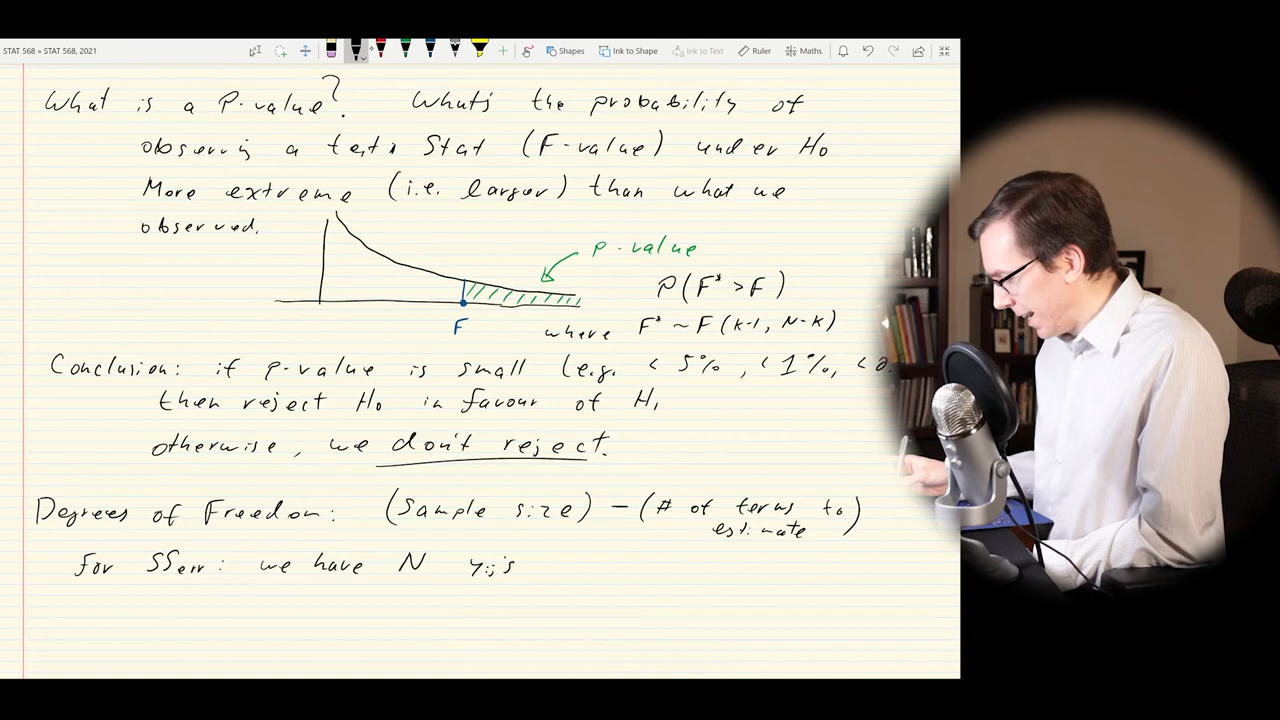 STAT 568 » STAT 568, 2021
Shapes Ink to Shape Ink to Text Ruler Maths
What is a P-value? What's the probability of
observing a test Stat (F-value) under H0
More extreme (i.e. larger) than what we
observed.
p-value
P(F* > F)
F
where F* ~ F(k-1, N-k)
Conclusion: if p-value is small (e.g. < 5%, < 1%, < 0.
then reject H0 in favour of H1
otherwise, we don't reject.
Degrees of Freedom: (Sample size) - (# of terms to
estimate)
for SSerr: we have N yij's